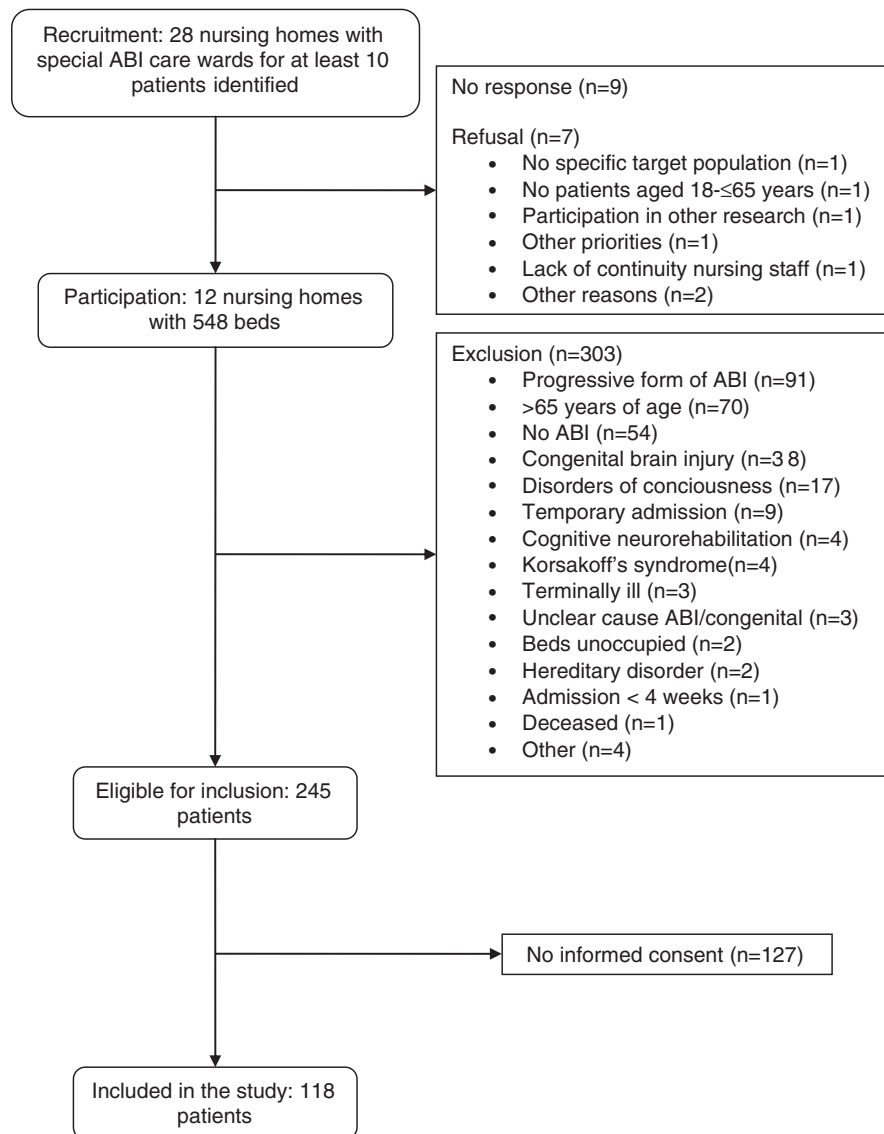 Recruitment: 28 nursing homes with
special ABI care wards for at least 10
patients identified
No response (n=9)
Refusal (n=7)
• No specific target population (n=1)
• No patients aged 18-≤65 years (n=1)
• Participation in other research (n=1)
• Other priorities (n=1)
• Lack of continuity nursing staff (n=1)
• Other reasons (n=2)
Participation: 12 nursing homes
with 548 beds
Exclusion (n=303)
• Progressive form of ABI (n=91)
• >65 years of age (n=70)
• No ABI (n=54)
• Congenital brain injury (n=3 8)
• Disorders of conciousness (n=17)
• Temporary admission (n=9)
• Cognitive neurorehabilitation (n=4)
• Korsakoff's syndrome(n=4)
• Terminally ill (n=3)
• Unclear cause ABI/congenital (n=3)
• Beds unoccupied (n=2)
• Hereditary disorder (n=2)
• Admission < 4 weeks (n=1)
• Deceased (n=1)
• Other (n=4)
Eligible for inclusion: 245
patients
No informed consent (n=127)
Included in the study: 118
patients